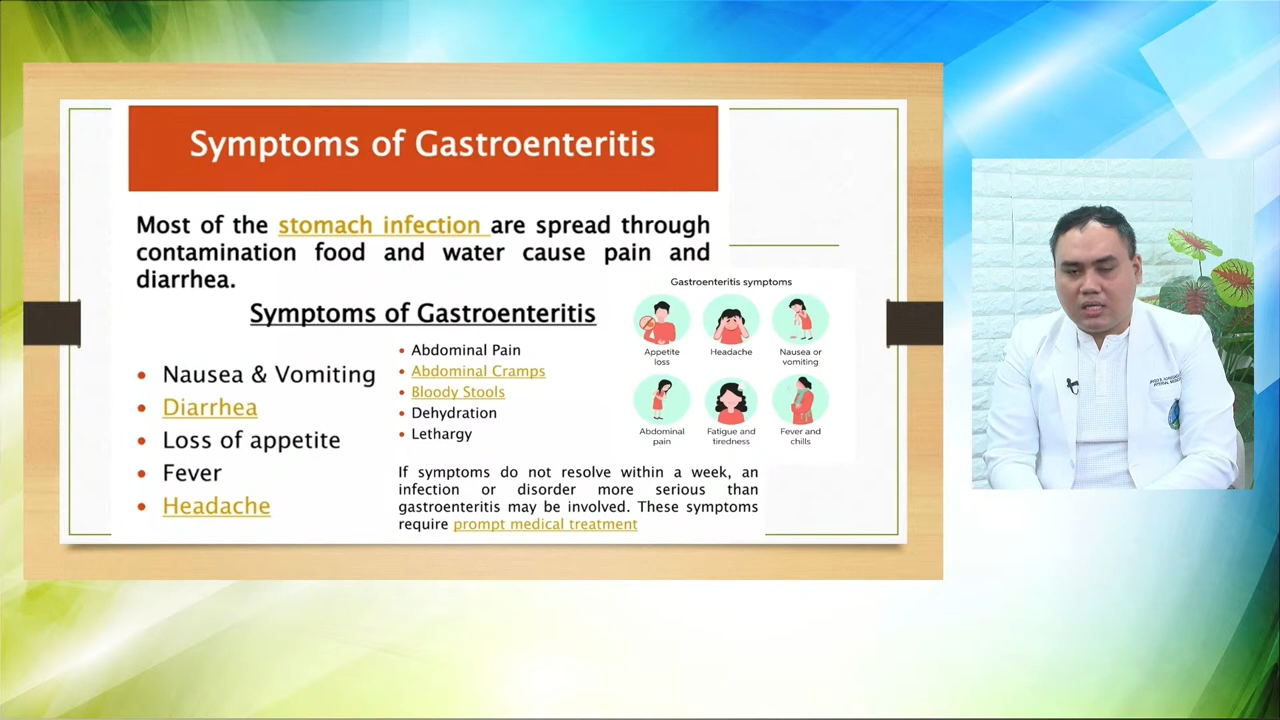 Symptoms of Gastroenteritis
Most of the stomach infection are spread through
contamination food and water cause pain and
diarrhea.
Symptoms of Gastroenteritis
• Nausea & Vomiting
• Diarrhea
• Loss of appetite
• Fever
• Headache
• Abdominal Pain
• Abdominal Cramps
• Bloody Stools
• Dehydration
• Lethargy
If symptoms do not resolve within a week, an
infection or disorder more serious than
gastroenteritis may be involved. These symptoms
require prompt medical treatment
Gastroenteritis symptoms
Appetite
loss
Headache
Nausea or
vomiting
Abdominal
pain
Fatigue and
tiredness
Fever and
chills